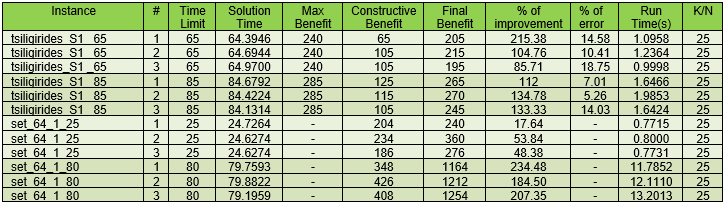 Instance # Time Limit Solution Time Max Benefit Constructive Benefit Final Benefit % of improvement % of error Run Time(s) K/N
tsiligirides_S1_65 1 65 64.3946 240 65 205 215.38 14.58 1.0958 25
tsiligirides_S1_65 2 65 64.6944 240 105 215 104.76 10.41 1.2364 25
tsiligirides_S1_65 3 65 64.9700 240 105 195 85.71 18.75 0.9998 25
tsiligirides_S1_85 1 85 84.6792 285 125 265 112 7.01 1.6466 25
tsiligirides_S1_85 2 85 84.4224 285 115 270 134.78 5.26 1.9853 25
tsiligirides_S1_85 3 85 84.1314 285 105 245 133.33 14.03 1.6424 25
set_64_1_25 1 25 24.7264 - 204 240 17.64 - 0.7715 25
set_64_1_25 2 25 24.6274 - 234 360 53.84 - 0.8000 25
set_64_1_25 3 25 24.6274 - 186 276 48.38 - 0.7731 25
set_64_1_80 1 80 79.7593 - 348 1164 234.48 - 11.7852 25
set_64_1_80 2 80 79.8822 - 426 1212 184.50 - 12.1110 25
set_64_1_80 3 80 79.1959 - 408 1254 207.35 - 13.2013 25